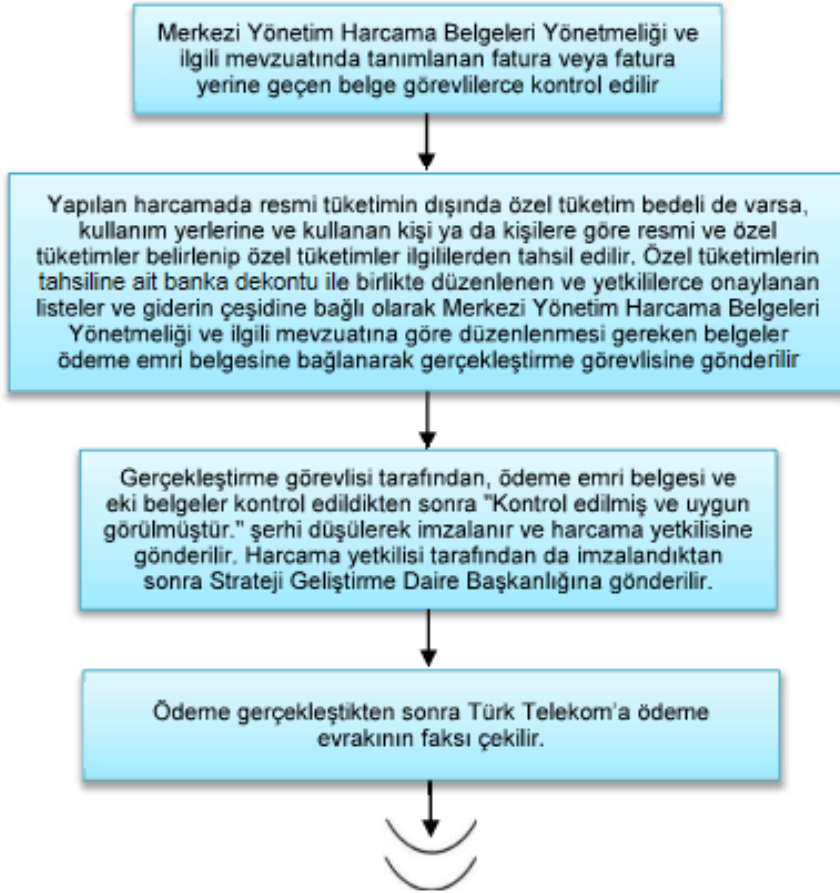 Merkezi Yönetim Harcama Belgeleri Yönetmeliği ve
ilgili mevzuatında tanımlanan fatura veya fatura
yerine geçen belge görevlilerce kontrol edilir
Yapılan harcamada resmi tüketimin dışında özel tüketim bedeli de varsa,
kullanım yerlerine ve kullanan kişi ya da kişilere göre resmi ve özel
tüketimler belirlenip özel tüketimler ilgililerden tahsil edilir. Özel tüketimlerin
tahsiline ait banka dekontu ile birlikte düzenlenen ve yetkililerce onaylanan
listeler ve giderin çeşidine bağlı olarak Merkezi Yönetim Harcama Belgeleri
Yönetmeliği ve ilgili mevzuatına göre düzenlenmesi gereken belgeler
ödeme emri belgesine bağlanarak gerçekleştirme görevlisine gönderilir
Gerçekleştirme görevlisi tarafından, ödeme emri belgesi ve
eki belgeler kontrol edildikten sonra "Kontrol edilmiş ve uygun
görülmüştür." şerhi düşülerek imzalanır ve harcama yetkilisine
gönderilir. Harcama yetkilisi tarafından da imzalandıktan
sonra Strateji Geliştirme Daire Başkanlığına gönderilir.
Ödeme gerçekleştikten sonra Türk Telekom'a ödeme
evrakının faksı çekilir.